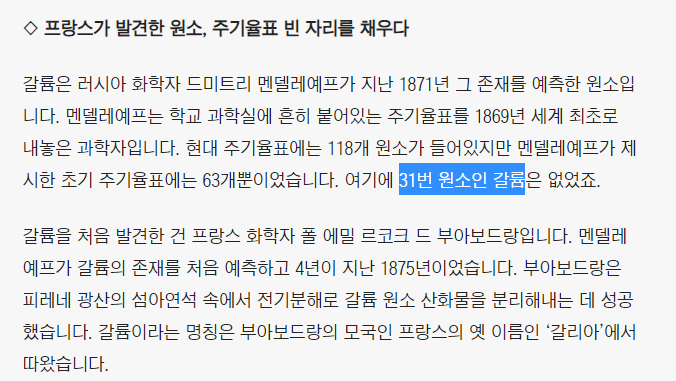 ◇ 프랑스가 발견한 원소, 주기율표 빈 자리를 채우다
갈륨은 러시아 화학자 드미트리 멘델레예프가 지난 1871년 그 존재를 예측한 원소입
니다. 멘델레예프는 학교 과학실에 흔히 붙어있는 주기율표를 1869년 세계 최초로
내놓은 과학자입니다. 현대 주기율표에는 118개 원소가 들어있지만 멘델레예프가 제
시한 초기 주기율표에는 63개뿐이었습니다. 여기에 31번 원소인 갈륨은 없었죠.
갈륨을 처음 발견한 건 프랑스 화학자 폴 에밀 르코크 드 부아보드랑입니다. 멘델레
예프가 갈륨의 존재를 처음 예측하고 4년이 지난 1875년이었습니다. 부아보드랑은
피레네 광산의 섬아연석 속에서 전기분해로 갈륨 원소 산화물을 분리해내는 데 성공
했습니다. 갈륨이라는 명칭은 부아보드랑의 모국인 프랑스의 옛 이름인 ‘갈리아’에서
따왔습니다.